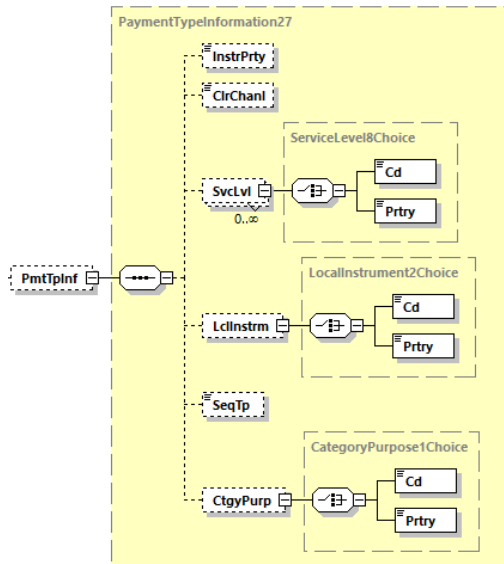 PaymentTypeInformation27
InstrPrty
ClrChanl
ServiceLevel8Choice
Cd
SvcLvl
Prtry
0..∞
LocalInstrument2Choice
PmtTpInf
Cd
LclInstrm
Prtry
SeqTp
CategoryPurpose1Choice
Cd
CtgyPurp
Prtry